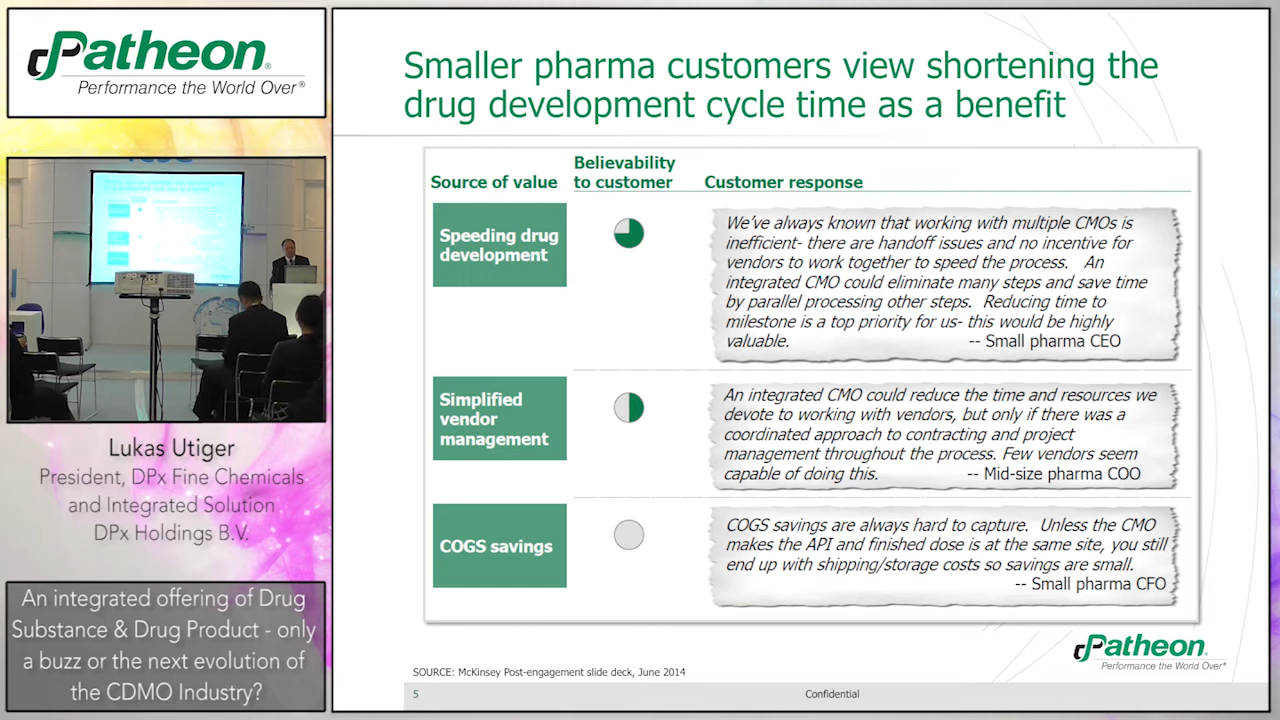 Patheon®
Performance the World Over®
Lukas Utiger
President, DPx Fine Chemicals
and Integrated Solution
DPx Holdings B.V.
An integrated offering of Drug
Substance & Drug Product - only
a buzz or the next evolution of
the CDMO Industry?
Smaller pharma customers view shortening the
drug development cycle time as a benefit
Source of value
Believability
to customer
Customer response
Speeding drug
development
We've always known that working with multiple CMOs is
inefficient- there are handoff issues and no incentive for
vendors to work together to speed the process. An
integrated CMO could eliminate many steps and save time
by parallel processing other steps. Reducing time to
milestone is a top priority for us- this would be highly
valuable. -- Small pharma CEO
Simplified
vendor
management
An integrated CMO could reduce the time and resources we
devote to working with vendors, but only if there was a
coordinated approach to contracting and project
management throughout the process. Few vendors seem
capable of doing this. -- Mid-size pharma COO
COGS savings
COGS savings are always hard to capture. Unless the CMO
makes the API and finished dose is at the same site, you still
end up with shipping/storage costs so savings are small.
-- Small pharma CFO
Patheon®
Performance the World Over®
SOURCE: McKinsey Post-engagement slide deck, June 2014
5
Confidential